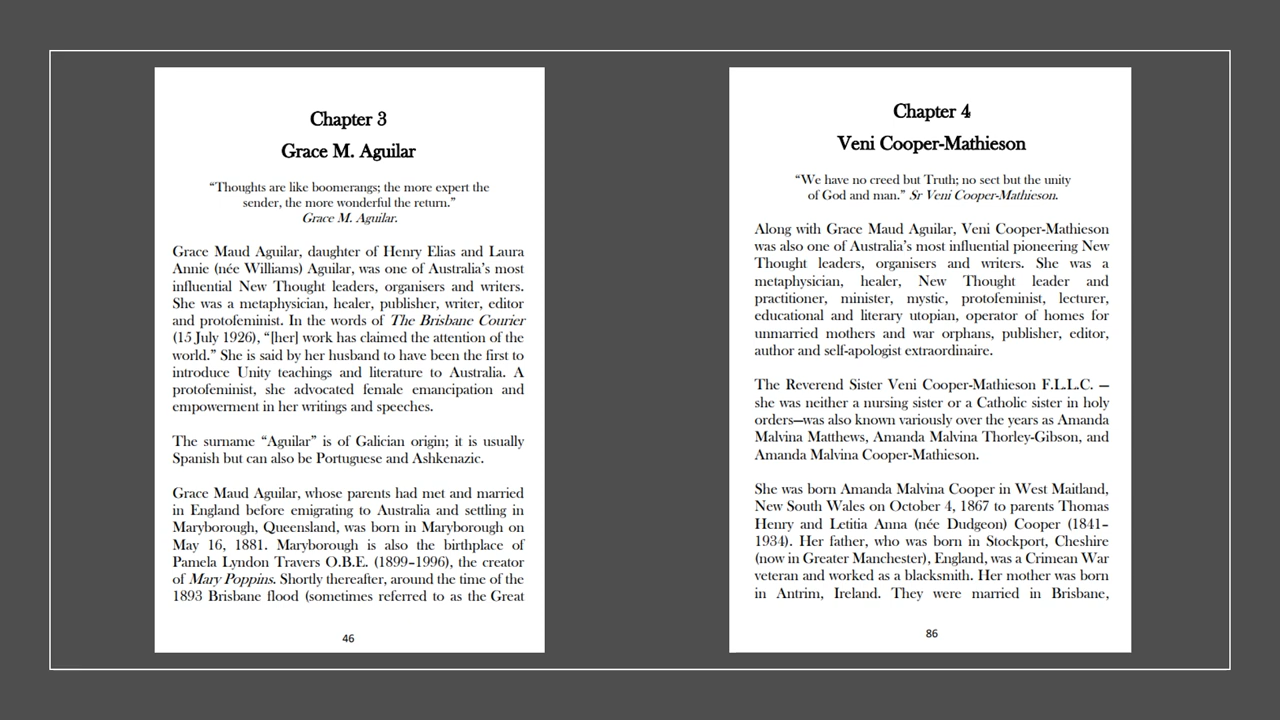 Chapter 3
Grace M. Aguilar
“Thoughts are like boomerangs; the more expert the
sender, the more wonderful the return.”
Grace M. Aguilar.
Grace Maud Aguilar, daughter of Henry Elias and Laura
Annie (née Williams) Aguilar, was one of Australia’s most
influential New Thought leaders, organisers and writers.
She was a metaphysician, healer, publisher, writer, editor
and protofeminist. In the words of The Brisbane Courier
(15 July 1926), “[her] work has claimed the attention of the
world.” She is said by her husband to have been the first to
introduce Unity teachings and literature to Australia. A
protofeminist, she advocated female emancipation and
empowerment in her writings and speeches.
The surname “Aguilar” is of Galician origin; it is usually
Spanish but can also be Portuguese and Ashkenazic.
Grace Maud Aguilar, whose parents had met and married
in England before emigrating to Australia and settling in
Maryborough, Queensland, was born in Maryborough on
May 16, 1881. Maryborough is also the birthplace of
Pamela Lyndon Travers O.B.E. (1899–1996), the creator
of Mary Poppins. Shortly thereafter, around the time of the
1893 Brisbane flood (sometimes referred to as the Great
46
Chapter 4
Veni Cooper-Mathieson
“We have no creed but Truth; no sect but the unity
of God and man.” Sr Veni Cooper-Mathieson.
Along with Grace Maud Aguilar, Veni Cooper-Mathieson
was also one of Australia’s most influential pioneering New
Thought leaders, organisers and writers. She was a
metaphysician, healer, New Thought leader and
practitioner, minister, mystic, protofeminist, lecturer,
educational and literary utopian, operator of homes for
unmarried mothers and war orphans, publisher, editor,
author and self-apologist extraordinaire.
The Reverend Sister Veni Cooper-Mathieson F.L.L.C. —
she was neither a nursing sister or a Catholic sister in holy
orders—was also known variously over the years as Amanda
Malvina Matthews, Amanda Malvina Thorley-Gibson, and
Amanda Malvina Cooper-Mathieson.
She was born Amanda Malvina Cooper in West Maitland,
New South Wales on October 4, 1867 to parents Thomas
Henry and Letitia Anna (née Dudgeon) Cooper (1841–
1934). Her father, who was born in Stockport, Cheshire
(now in Greater Manchester), England, was a Crimean War
veteran and worked as a blacksmith. Her mother was born
in Antrim, Ireland. They were married in Brisbane,
86